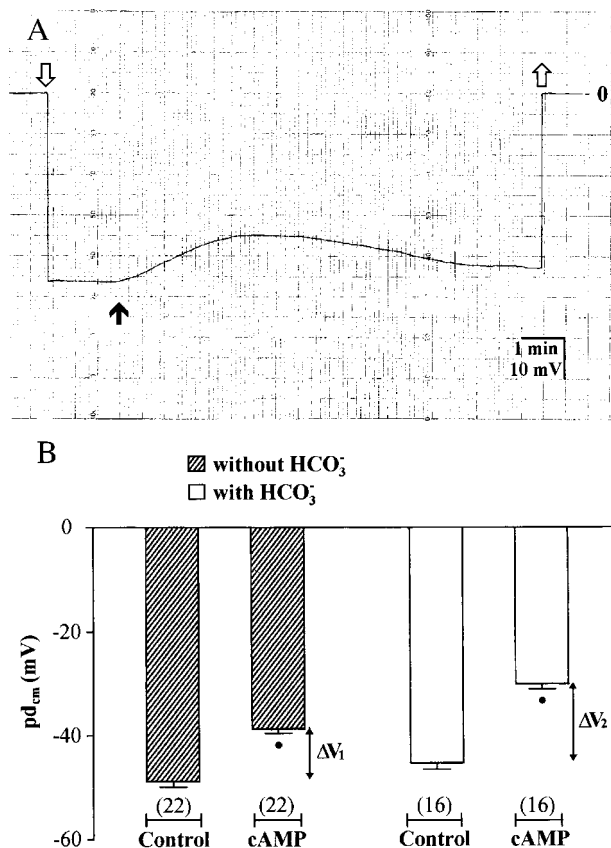 A
0
1 min
10 mV
B
without HCO₃⁻
with HCO₃⁻
0
-20
-40
-60
pd_cm (mV)
ΔV₁
ΔV₂
(22) (22) (16) (16)
Control cAMP Control cAMP